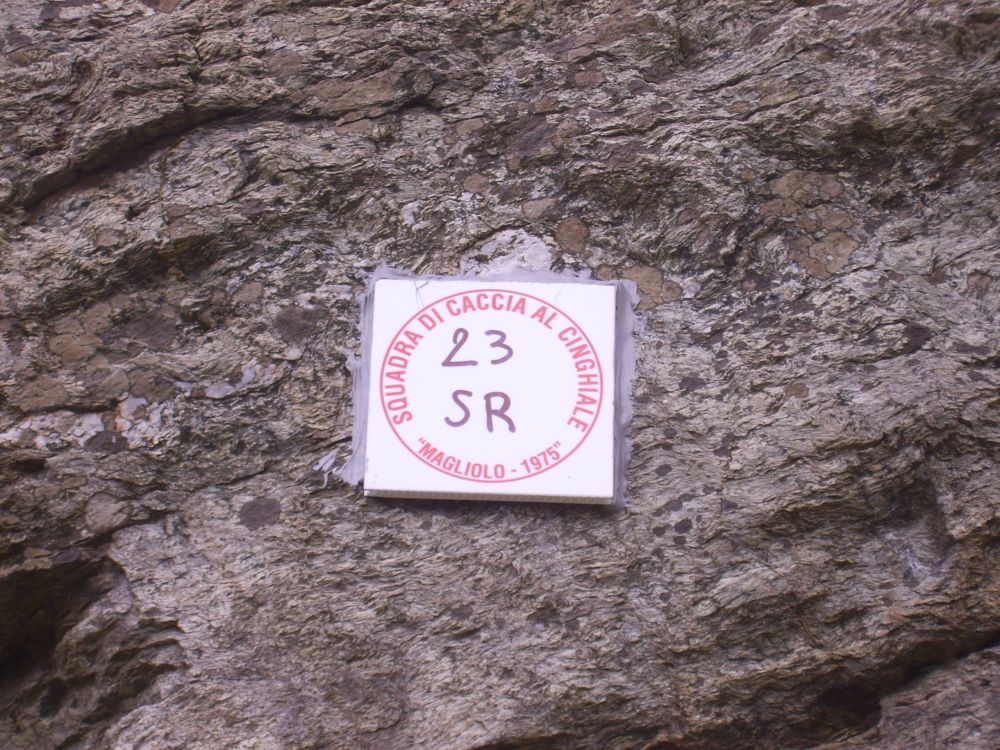 SQUADRA DI CACCIA AL CINGHIALE
23
SR
"MAGLIOLO - 1975"